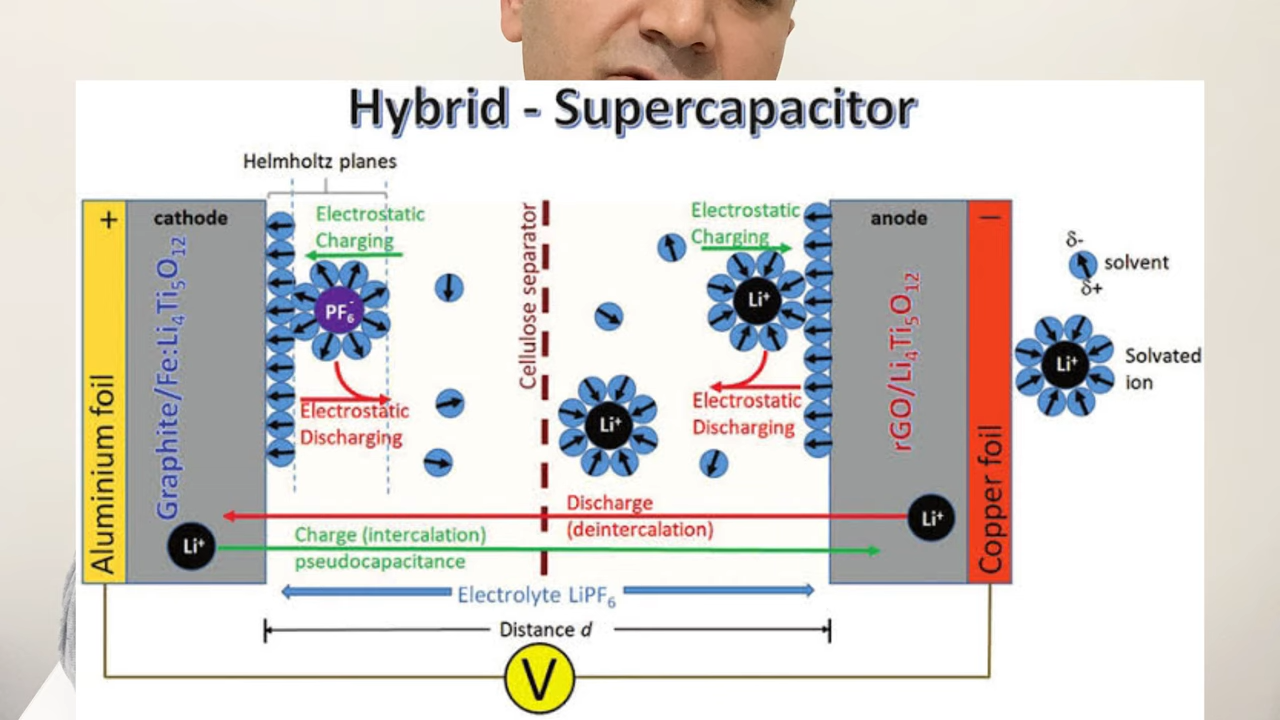 Hybrid - Supercapacitor
Helmholtz planes
+
cathode
Electrostatic
Charging
Cellulose separator
Electrostatic
Charging
anode
—
δ-
solvent
δ+
Aluminium foil
Graphite/Fe:Li₄Ti₅O₁₂
PF₆⁻
Li⁺
rGO/Li₄Ti₅O₁₂
Copper foil
Li⁺
Solvated
ion
Electrostatic
Discharging
Li⁺
Electrostatic
Discharging
Discharge
(deintercalation)
Li⁺
Li⁺
Charge (intercalation)
pseudocapacitance
Electrolyte LiPF₆
Distance d
V